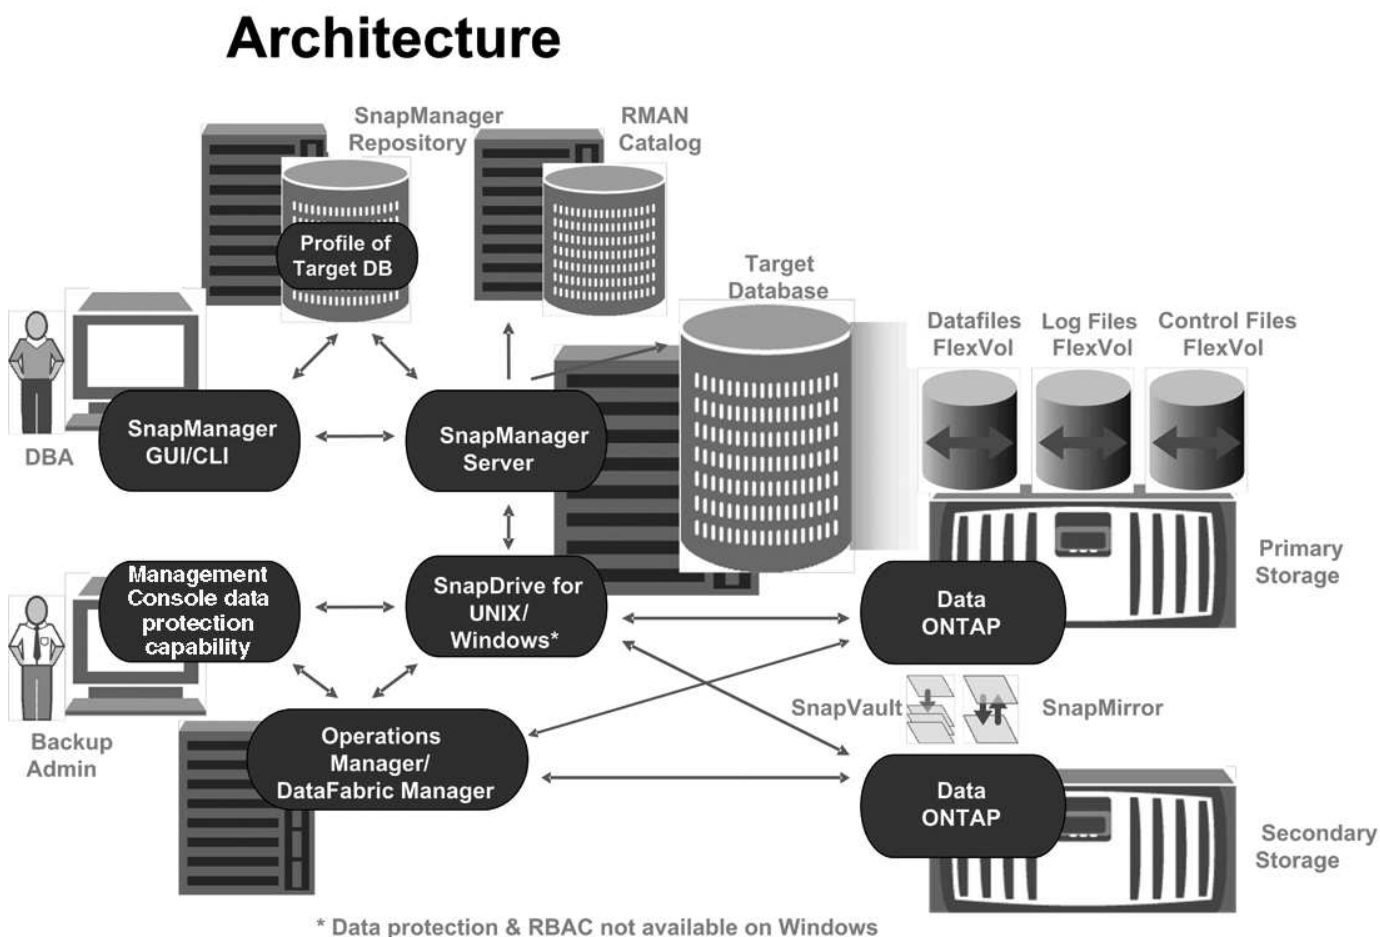 Architecture
SnapManager
Repository
RMAN
Catalog
Profile of
Target DB
Target
Database
Datafiles
FlexVol
Log Files
FlexVol
Control Files
FlexVol
DBA
SnapManager
GUI/CLI
SnapManager
Server
Primary
Storage
Management
Console data
protection
capability
SnapDrive for
UNIX/
Windows*
Data
ONTAP
SnapVault
SnapMirror
Backup
Admin
Operations
Manager/
DataFabric Manager
Data
ONTAP
Secondary
Storage
* Data protection & RBAC not available on Windows